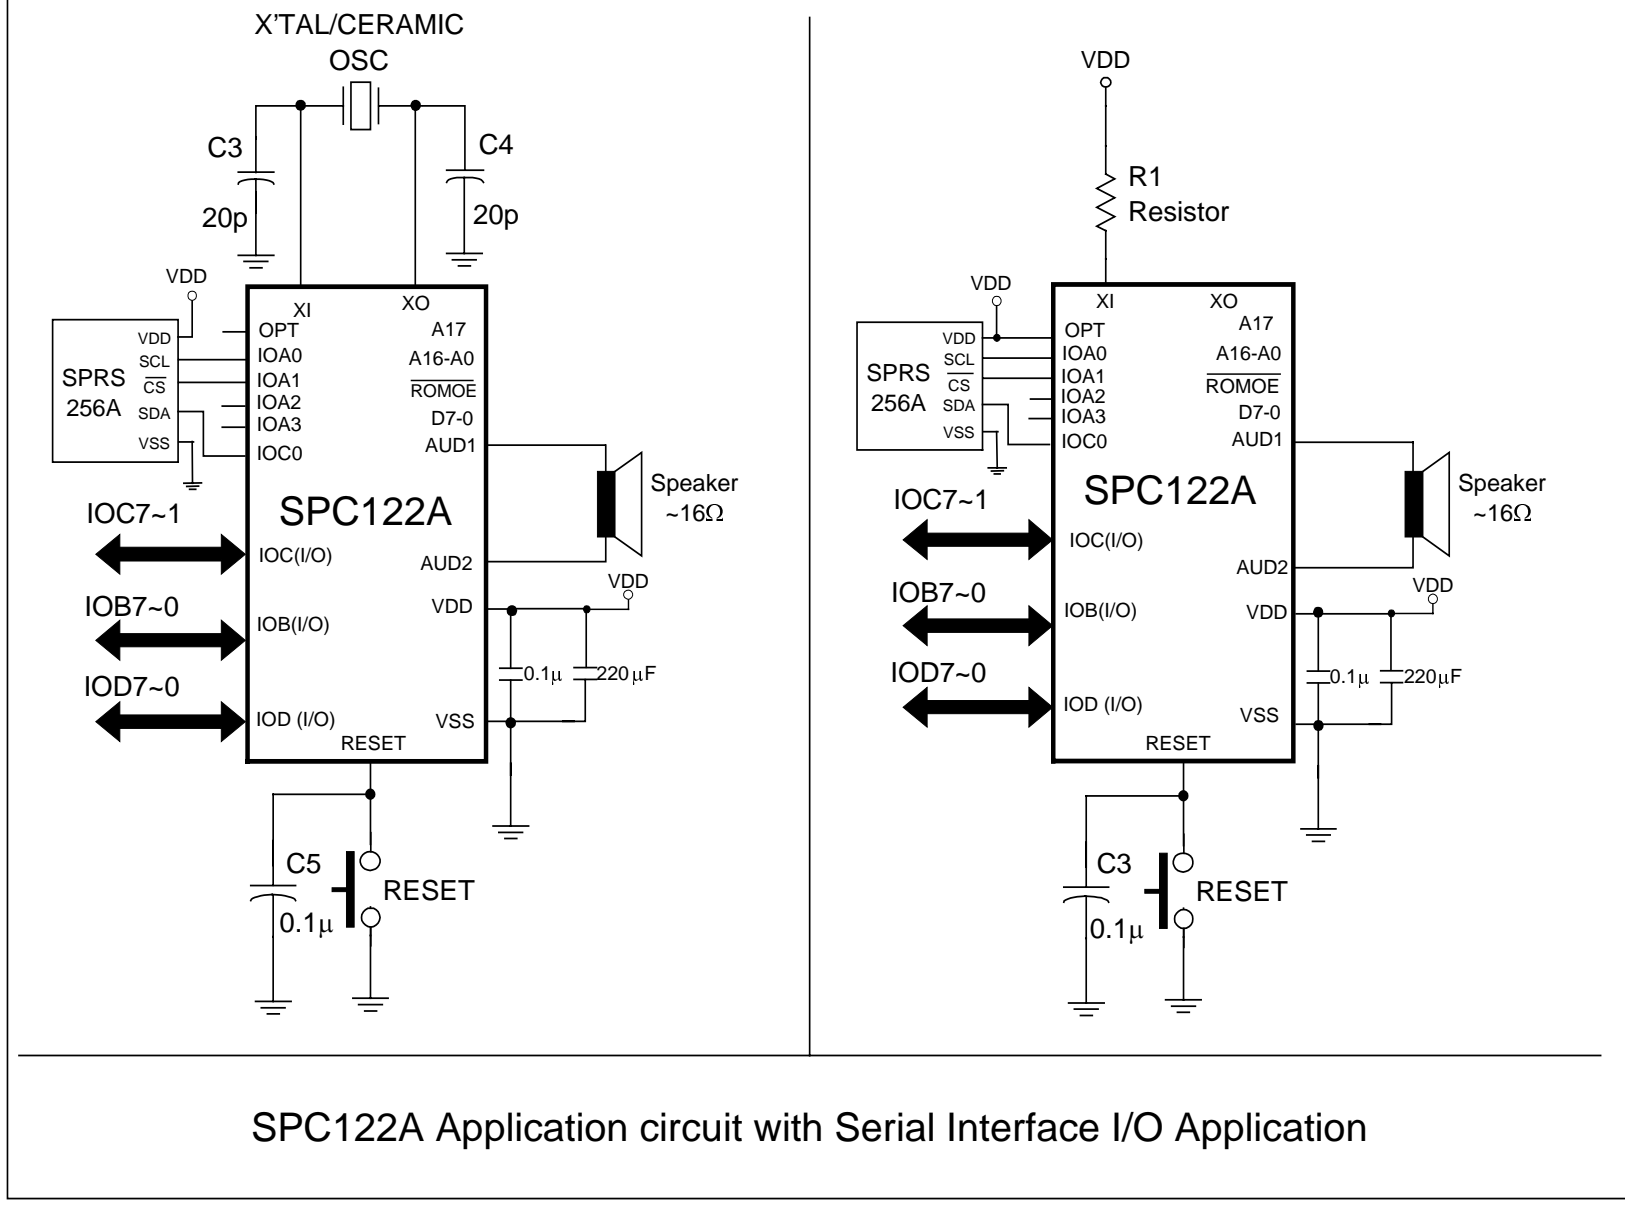 X'TAL/CERAMIC
OSC
C3
20p
C4
20p
VDD
SPRS
256A
VDD
SCL
CS
SDA
VSS
XI
XO
OPT
IOA0
IOA1
IOA2
IOA3
IOC0
A17
A16-A0
ROMOE
D7-0
AUD1
SPC122A
Speaker
~16Ω
IOC7~1
IOC(I/O)
AUD2
IOB7~0
IOB(I/O)
VDD
VDD
0.1μ
220μF
IOD7~0
IOD (I/O)
VSS
RESET
C5
0.1μ
RESET
VDD
R1
Resistor
VDD
SPRS
256A
VDD
SCL
CS
SDA
VSS
XI
XO
OPT
IOA0
IOA1
IOA2
IOA3
IOC0
A17
A16-A0
ROMOE
D7-0
AUD1
SPC122A
Speaker
~16Ω
IOC7~1
IOC(I/O)
AUD2
IOB7~0
IOB(I/O)
VDD
VDD
0.1μ
220μF
IOD7~0
IOD (I/O)
VSS
RESET
C3
0.1μ
RESET
SPC122A Application circuit with Serial Interface I/O Application